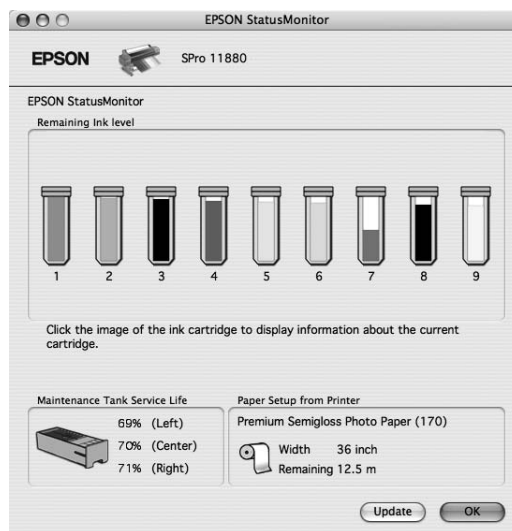 EPSON StatusMonitor
EPSON
SPro 11880
EPSON StatusMonitor
Remaining Ink level
1 2 3 4 5 6 7 8 9
Click the image of the ink cartridge to display information about the current
cartridge.
Maintenance Tank Service Life
69% (Left)
70% (Center)
71% (Right)
Paper Setup from Printer
Premium Semigloss Photo Paper (170)
Width 36 inch
Remaining 12.5 m
Update OK